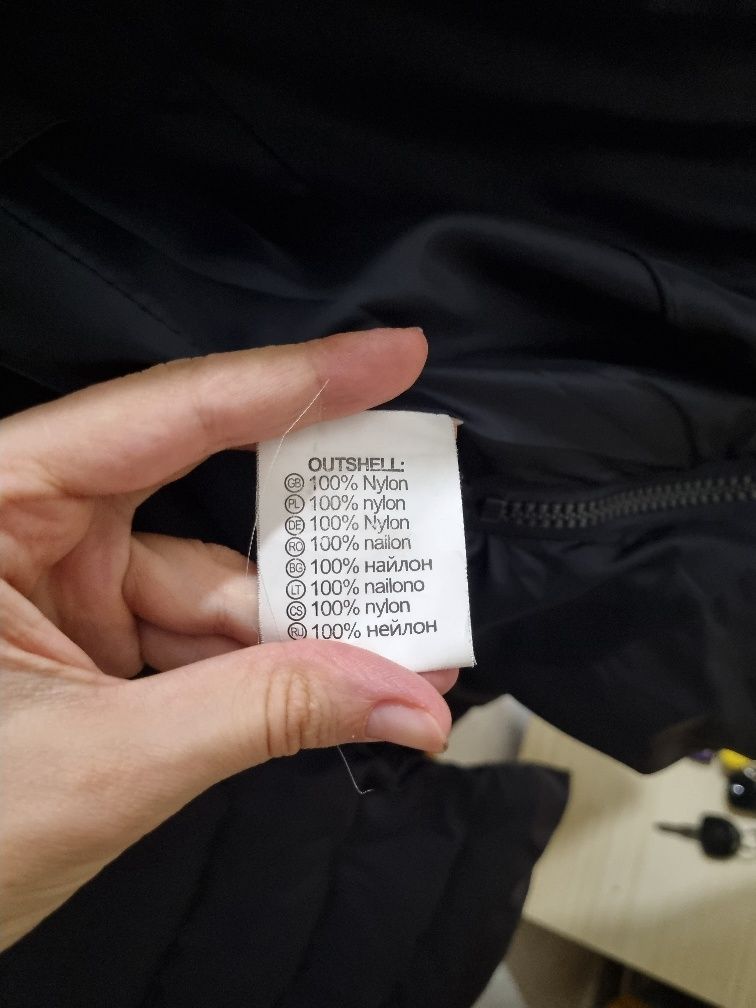 OUTSHELL:
GB 100% Nylon
PL 100% nylon
DE 100% Nylon
RO 100% nailon
BG 100% найлон
LT 100% nailono
CS 100% nylon
RU 100% нейлон